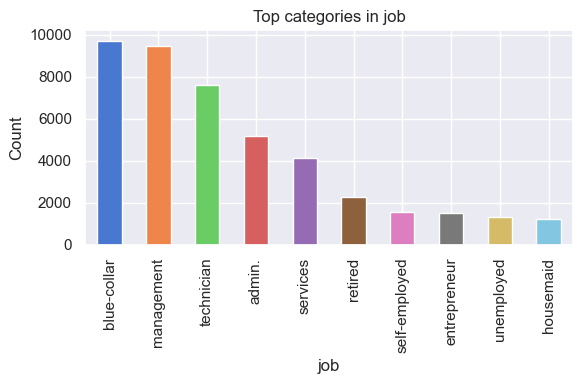 Top categories in job
Count
10000
8000
6000
4000
2000
0
blue-collar
management
technician
admin.
services
retired
self-employed
entrepreneur
unemployed
housemaid
job